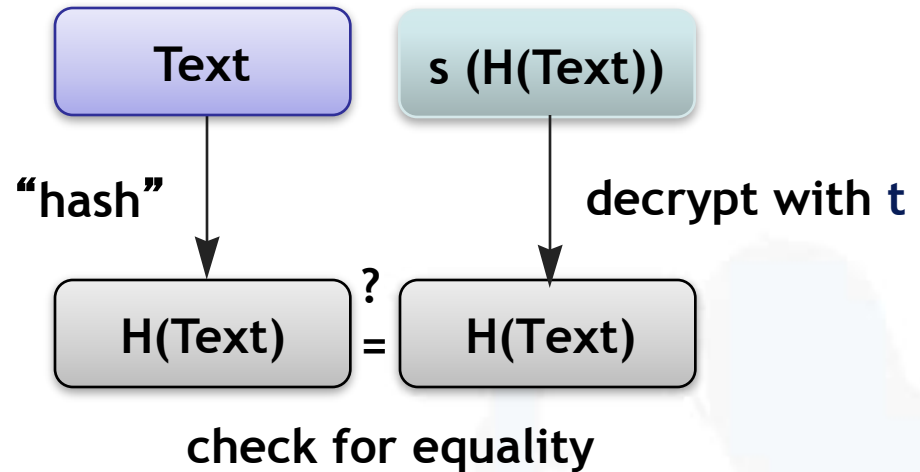 Text
s (H(Text))
“hash”
decrypt with t
H(Text)
?
=
H(Text)
check for equality